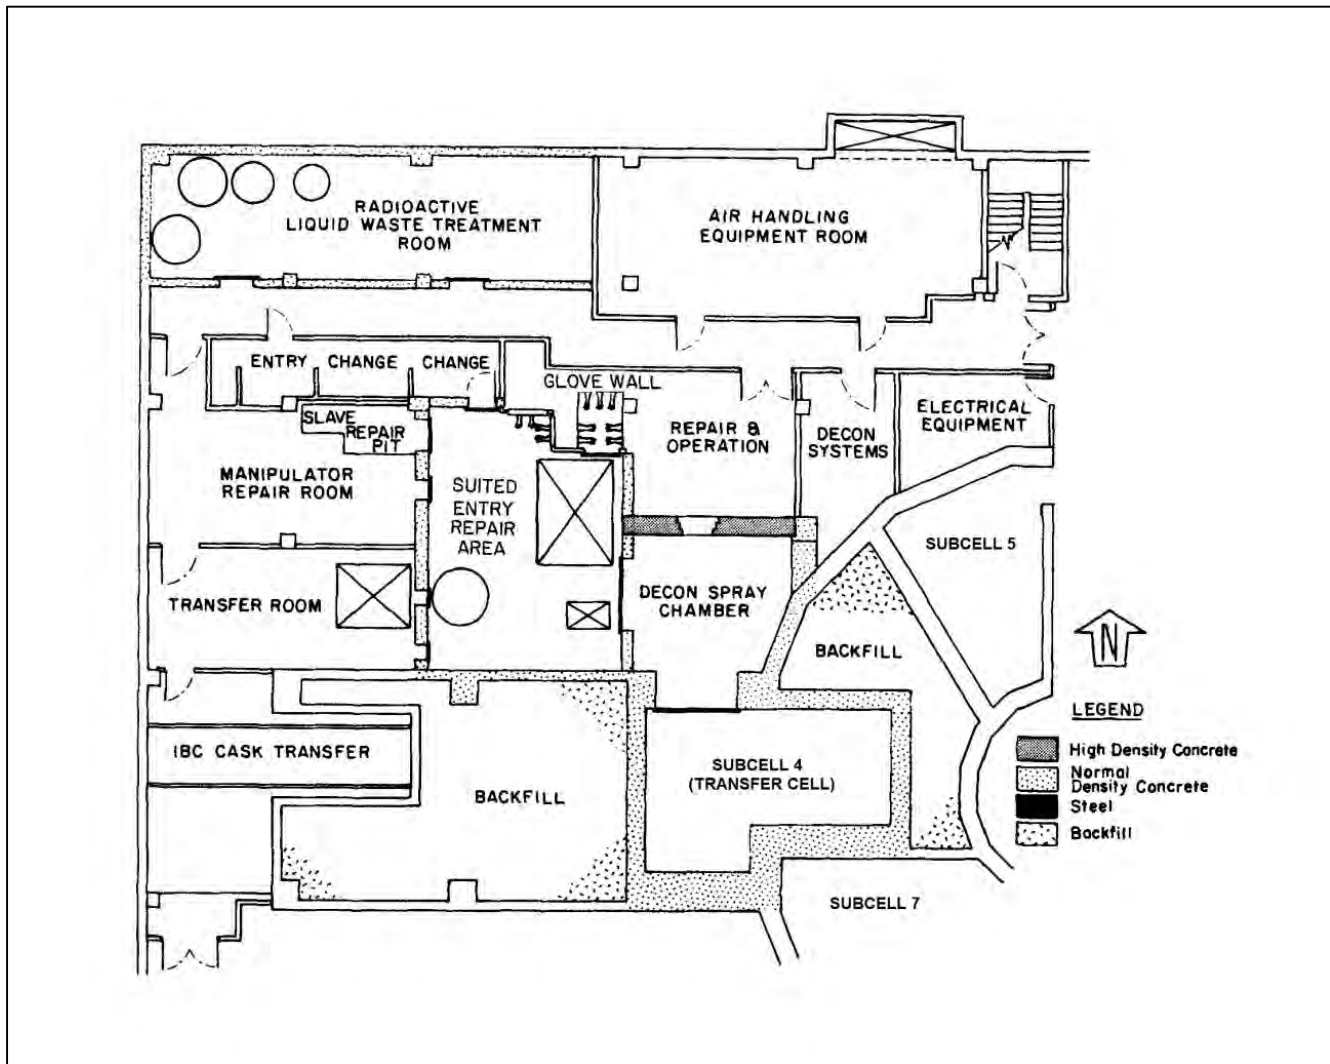 RADIOACTIVE
LIQUID WASTE TREATMENT
ROOM
AIR HANDLING
EQUIPMENT ROOM
ENTRY
CHANGE
CHANGE
GLOVE WALL
SLAVE
REPAIR
PIT
REPAIR &
OPERATION
DECON
SYSTEMS
ELECTRICAL
EQUIPMENT
MANIPULATOR
REPAIR ROOM
SUITED
ENTRY
REPAIR
AREA
SUBCELL 5
TRANSFER ROOM
DECON SPRAY
CHAMBER
BACKFILL
N
IBC CASK TRANSFER
BACKFILL
SUBCELL 4
(TRANSFER CELL)
SUBCELL 7
LEGEND
High Density Concrete
Normal
Density Concrete
Steel
Backfill